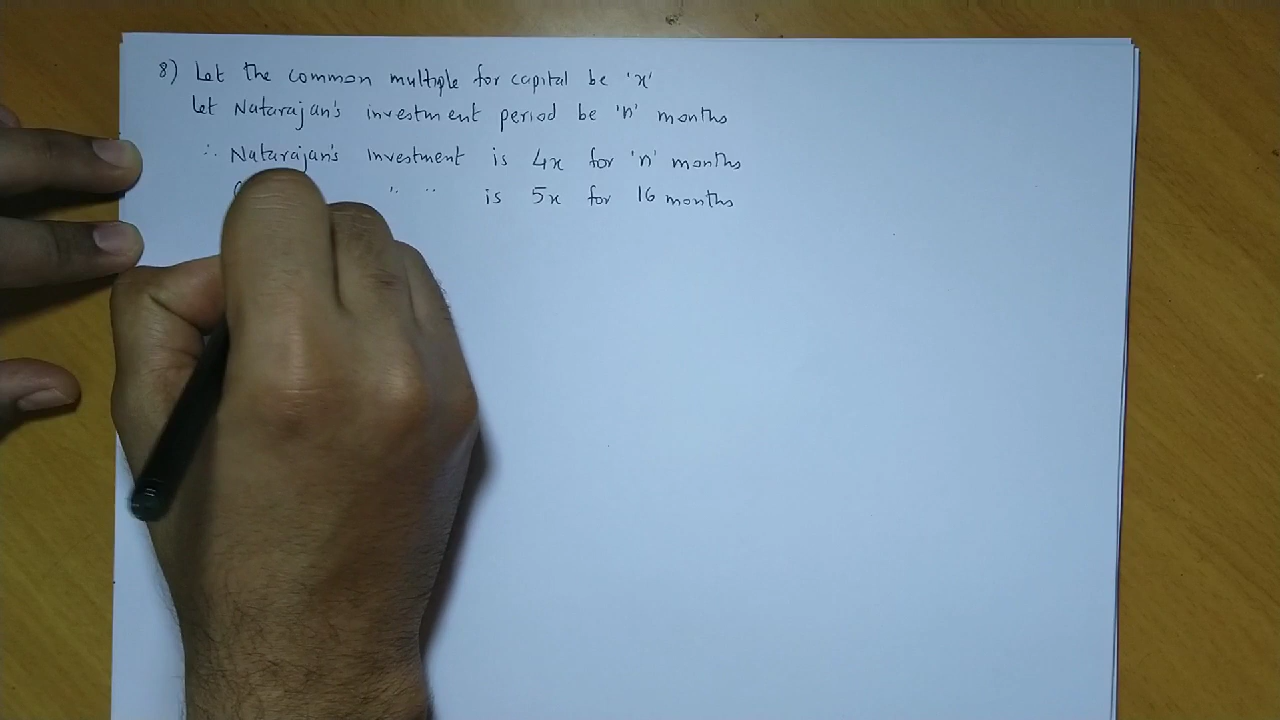 8) Let the common multiple for capital be 'x'
Let Natarajan's investment period be 'n' months
∴ Natarajan's investment is 4x for 'n' months
" " is 5x for 16 months